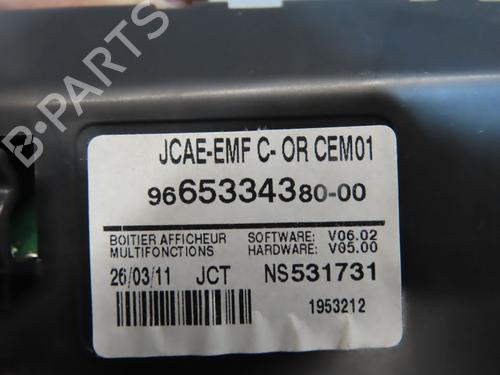 JCAE-EMF C- OR CEM01
9665334380-00
BOITIER AFFICHEUR SOFTWARE: V06.02
MULTIFONCTIONS HARDWARE: V05.00
26/03/11 JCT NS531731
1953212
B-PARTS